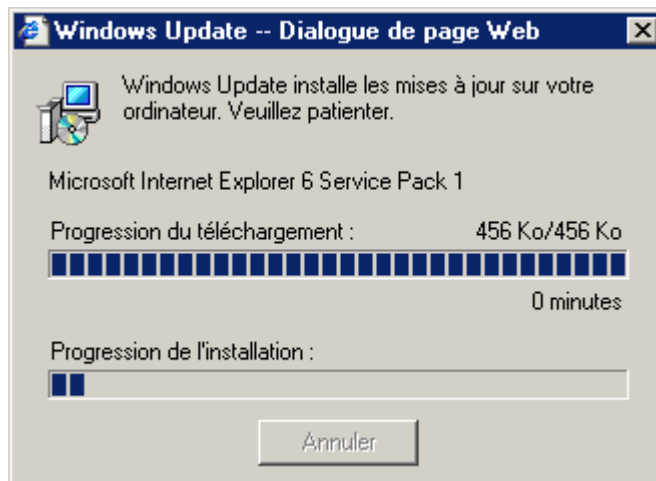 Windows Update -- Dialogue de page Web
Windows Update installe les mises à jour sur votre
ordinateur. Veuillez patienter.
Microsoft Internet Explorer 6 Service Pack 1
Progression du téléchargement : 456 Ko/456 Ko
0 minutes
Progression de l'installation :
Annuler